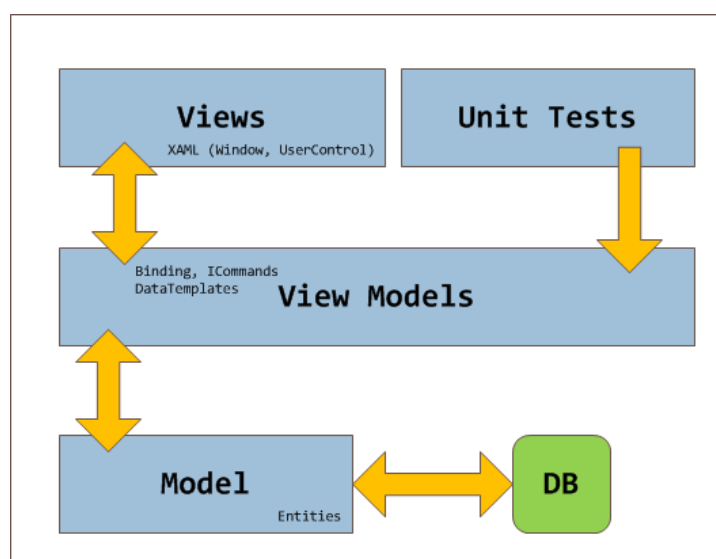 Views
XAML (Window, UserControl)
Unit Tests
Binding, ICommands
DataTemplates
View Models
Model
Entities
DB